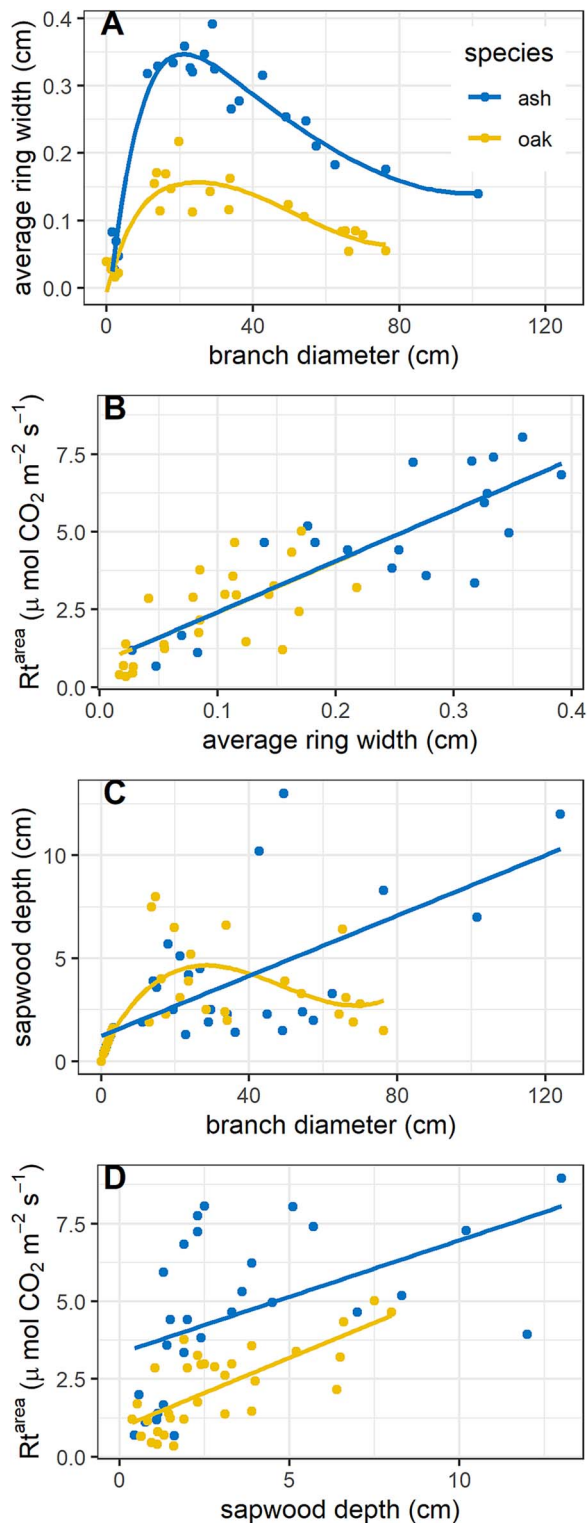 A
0.4
0.3
0.2
0.1
0.0
average ring width (cm)
species
ash
oak
0 40 80 120
branch diameter (cm)
B
7.5
5.0
2.5
0.0
Rt^area (μ mol CO₂ m⁻² s⁻¹)
0.0 0.1 0.2 0.3 0.4
average ring width (cm)
C
10
5
0
sapwood depth (cm)
0 40 80 120
branch diameter (cm)
D
7.5
5.0
2.5
0.0
Rt^area (μ mol CO₂ m⁻² s⁻¹)
0 5 10
sapwood depth (cm)